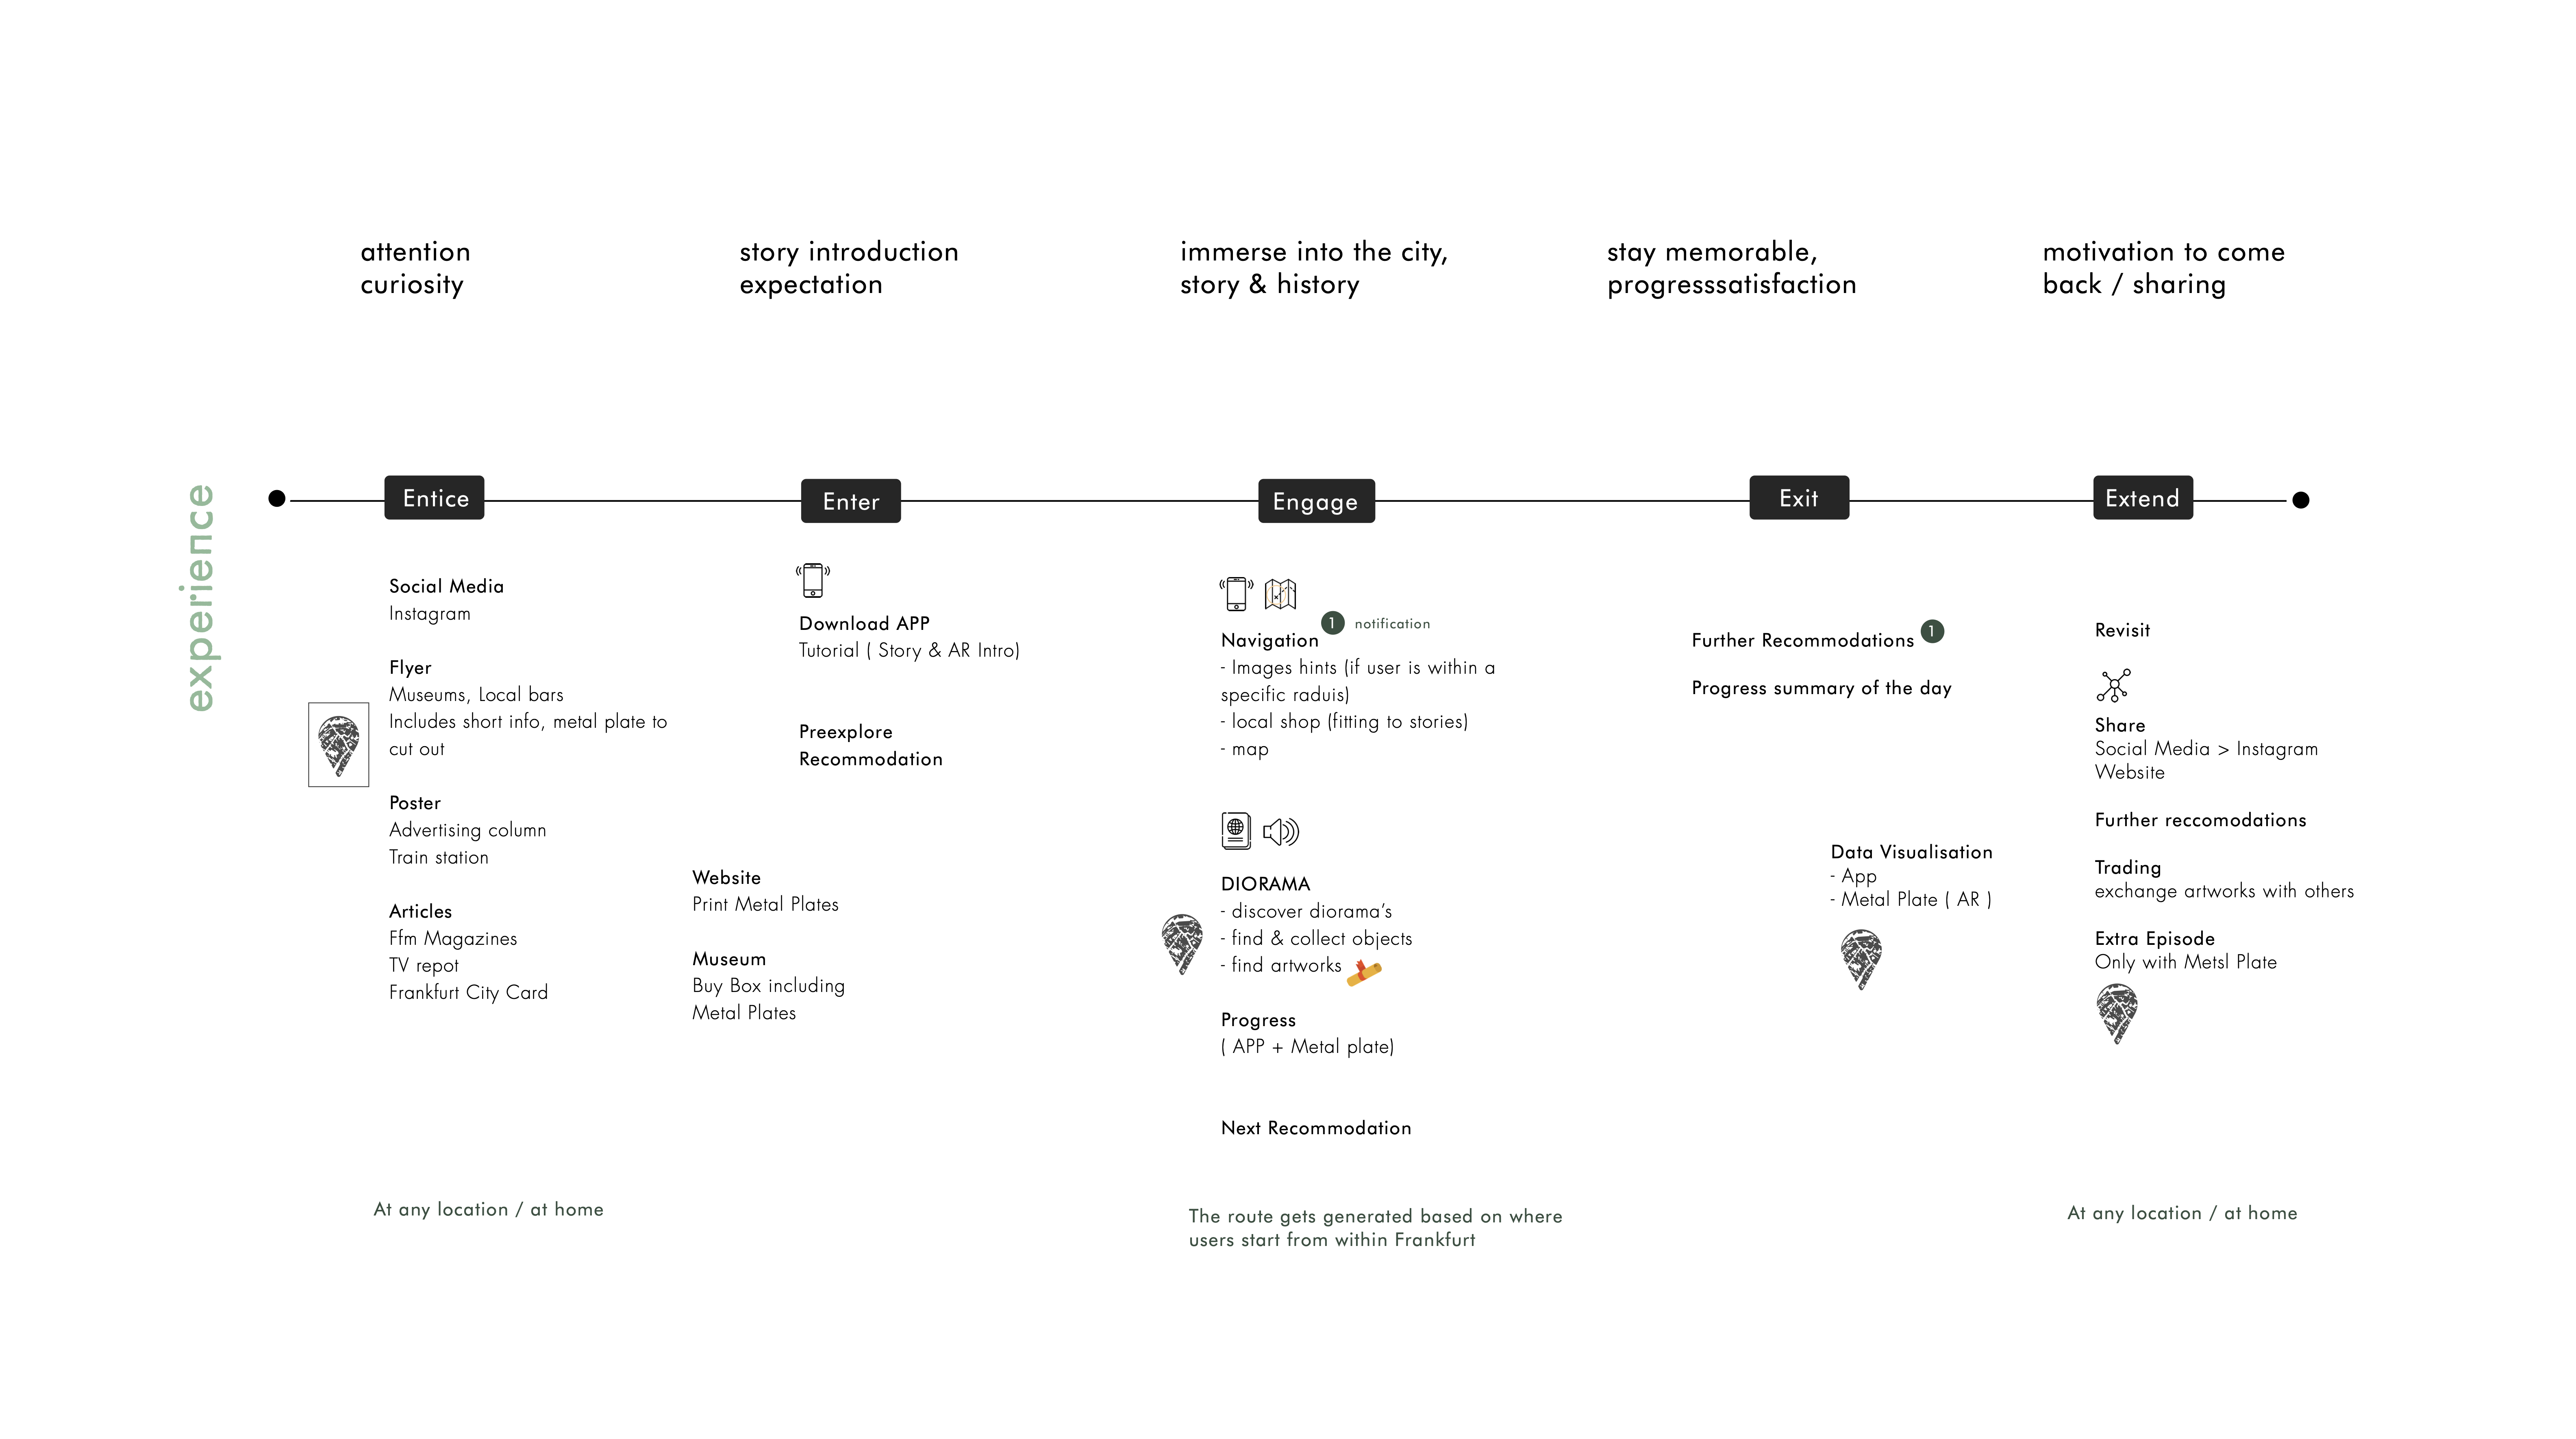 attention
curiosity
story introduction
expectation
immerse into the city,
story & history
stay memorable,
progresssatisfaction
motivation to come
back / sharing
experience
Entice
Enter
Engage
Exit
Extend
Social Media
Instagram
Flyer
Museums, Local bars
Includes short info, metal plate to
cut out
Poster
Advertising column
Train station
Articles
Ffm Magazines
TV repot
Frankfurt City Card
Download APP
Tutorial ( Story & AR Intro)
Preexplore
Recommodation
Website
Print Metal Plates
Museum
Buy Box including
Metal Plates
1 notification
Navigation
- Images hints (if user is within a
specific raduis)
- local shop (fitting to stories)
- map
DIORAMA
- discover diorama’s
- find & collect objects
- find artworks
Progress
( APP + Metal plate)
Next Recommodation
Further Recommodations 1
Progress summary of the day
Data Visualisation
- App
- Metal Plate ( AR )
Revisit
Share
Social Media > Instagram
Website
Further reccomodations
Trading
exchange artworks with others
Extra Episode
Only with Metsl Plate
At any location / at home
The route gets generated based on where
users start from within Frankfurt
At any location / at home